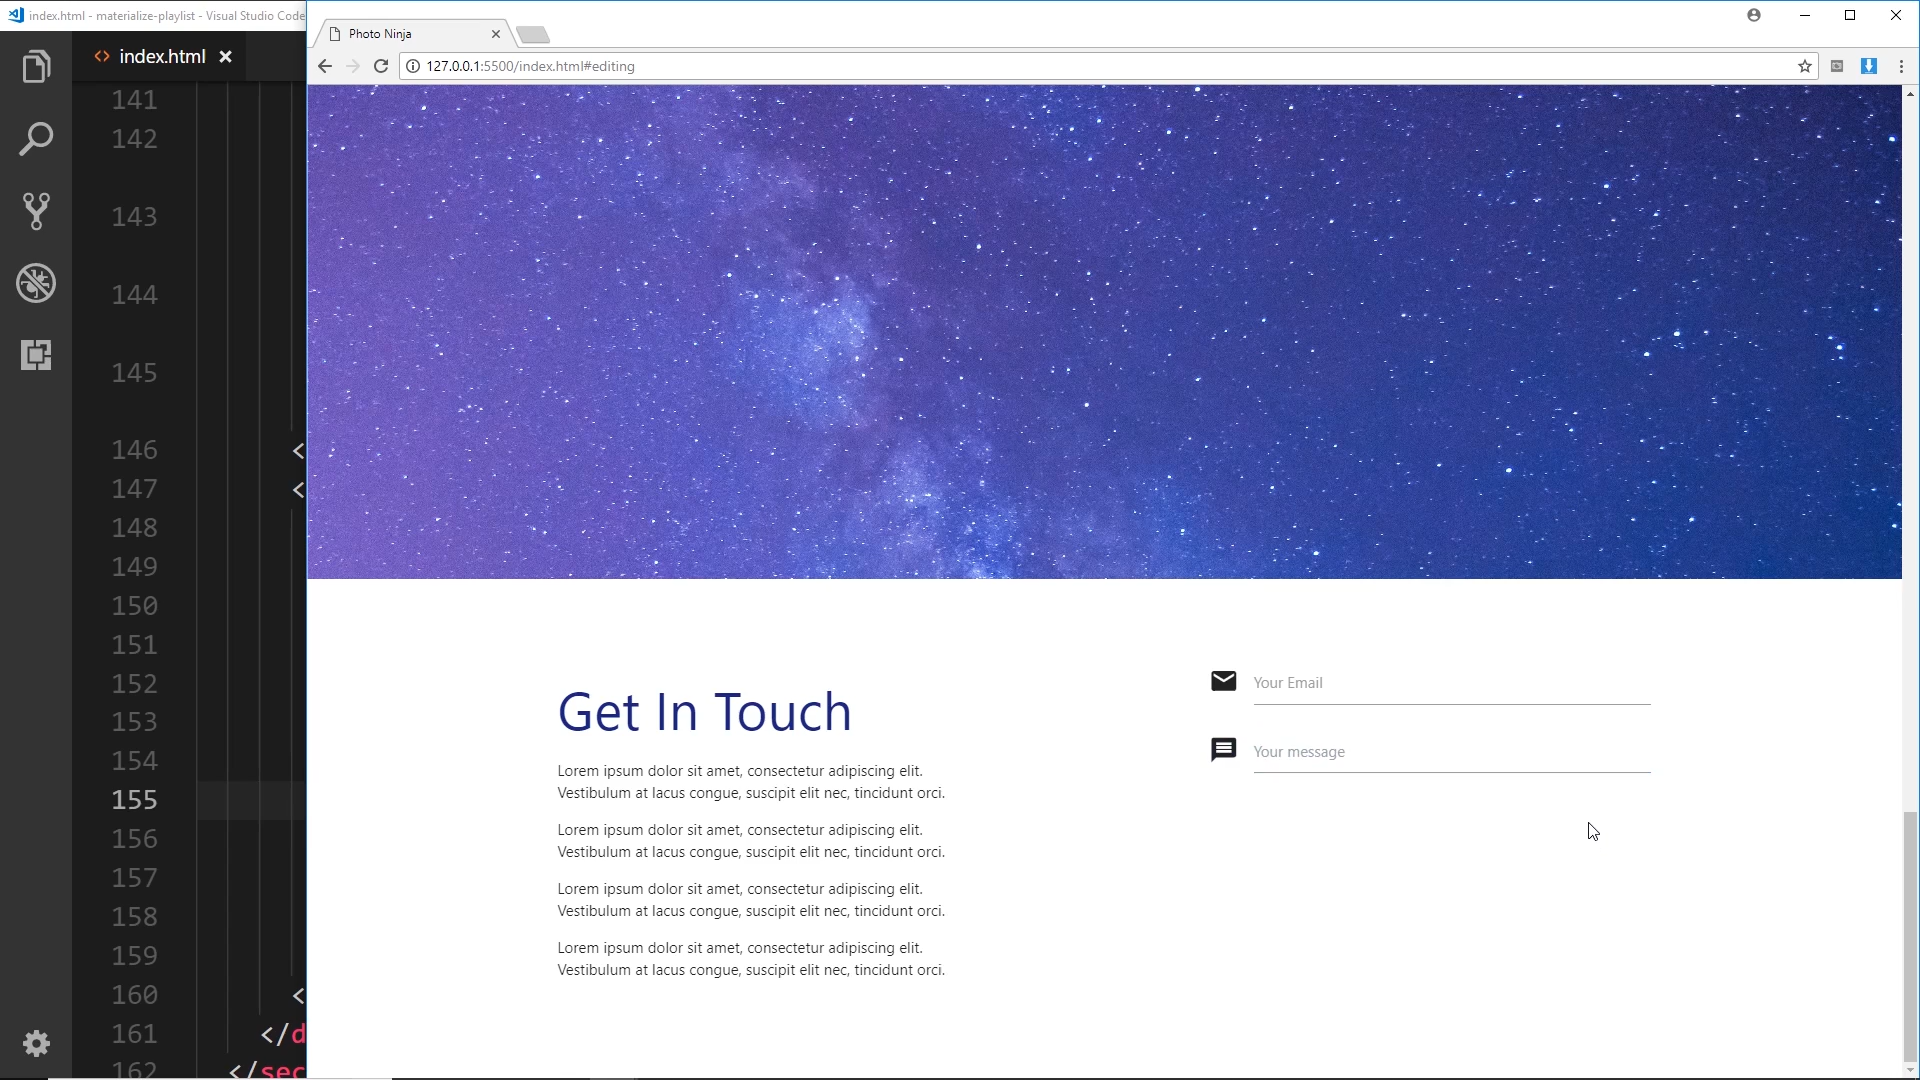 index.html - materialize-playlist - Visual Studio Code
index.html
Photo Ninja
127.0.0.1:5500/index.html#editing
141
142
143
144
145
146 <
147 <
148
149
150
151
152
153
154
155
156
157
158
159
160 <
161 </d
162 </sec
Get In Touch
Lorem ipsum dolor sit amet, consectetur adipiscing elit.
Vestibulum at lacus congue, suscipit elit nec, tincidunt orci.
Lorem ipsum dolor sit amet, consectetur adipiscing elit.
Vestibulum at lacus congue, suscipit elit nec, tincidunt orci.
Lorem ipsum dolor sit amet, consectetur adipiscing elit.
Vestibulum at lacus congue, suscipit elit nec, tincidunt orci.
Lorem ipsum dolor sit amet, consectetur adipiscing elit.
Vestibulum at lacus congue, suscipit elit nec, tincidunt orci.
Your Email
Your message